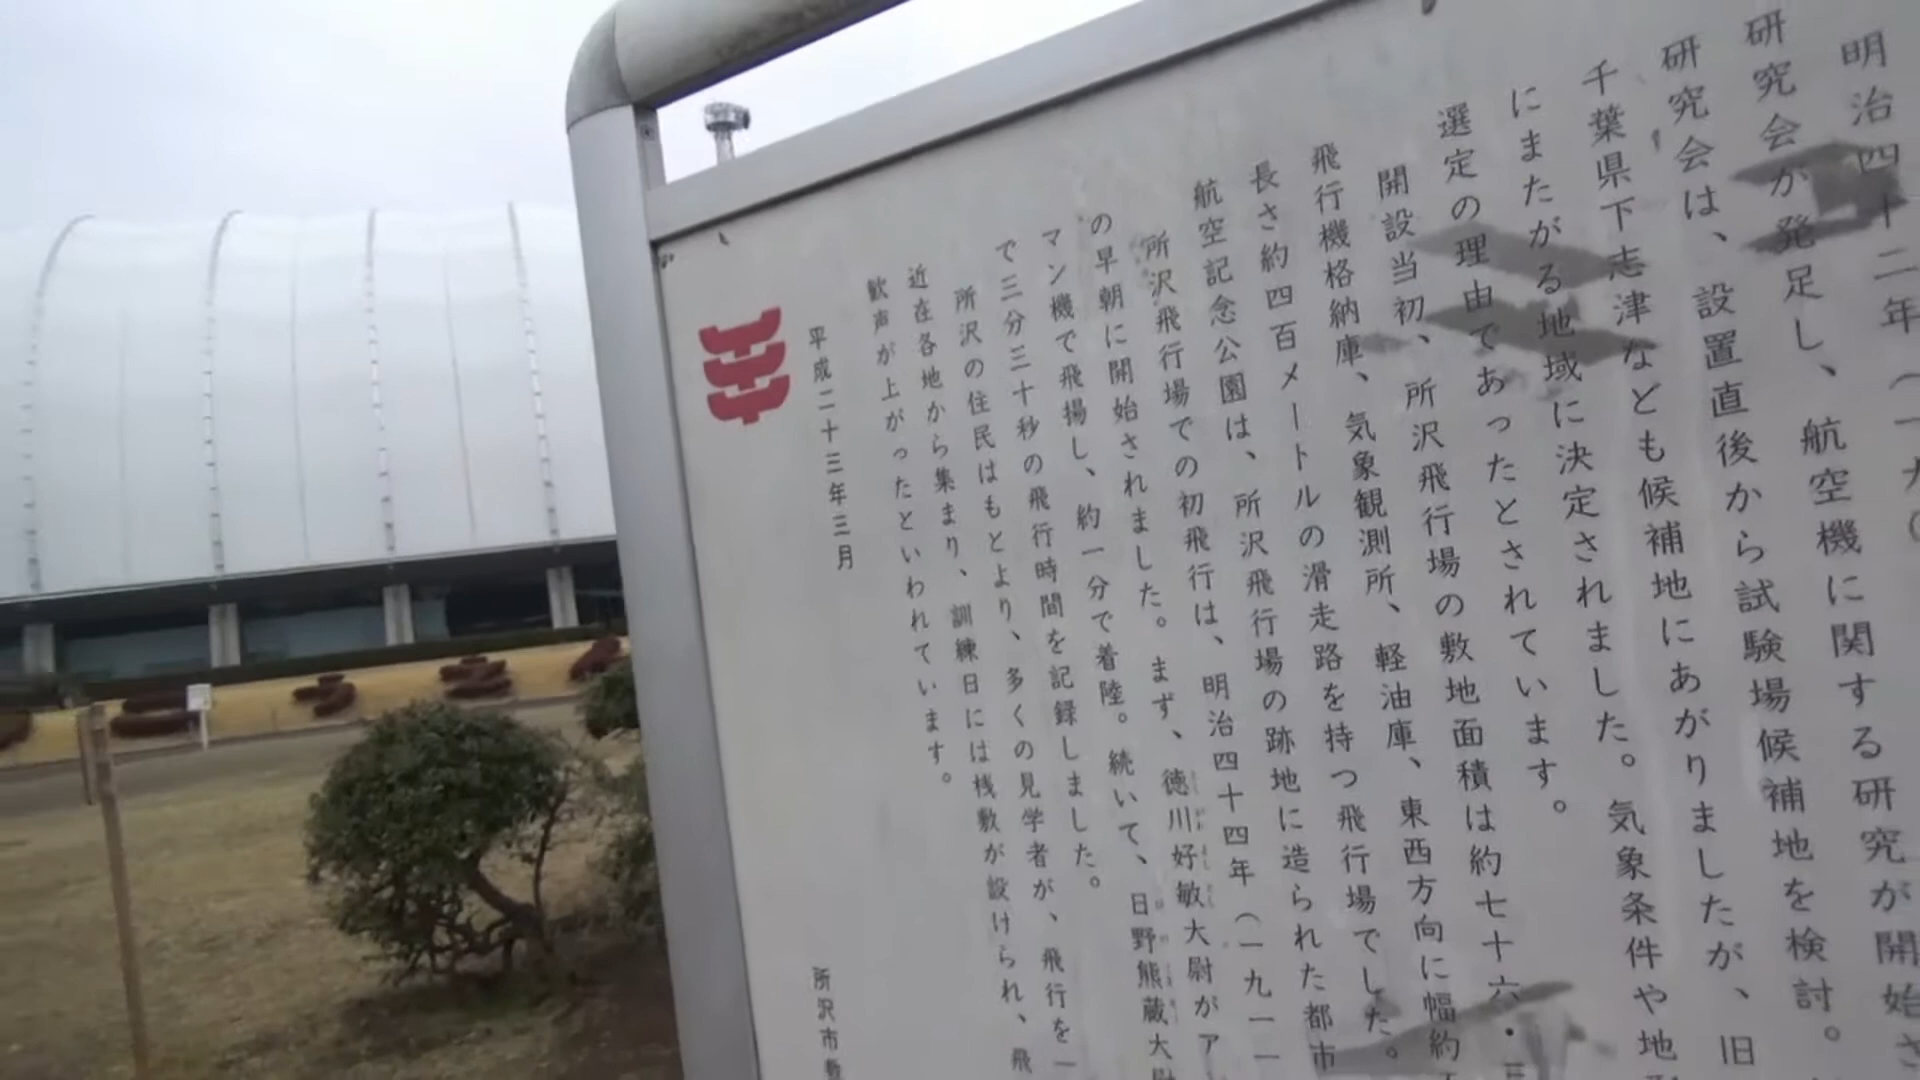 明治四十二年（一九〇
研究会が発足し、航空機に関する研究が開始さ
研究会は、設置直後から試験場候補地を検討。
千葉県下志津なども候補地にあがりましたが、旧
にまたがる地域に決定されました。気象条件や地形
選定の理由であったとされています。
開設当初、所沢飛行場の敷地面積は約七十六・三
飛行機格納庫、気象観測所、軽油庫、東西方向に幅約
長さ約四百メートルの滑走路を持つ飛行場でした。
航空記念公園は、所沢飛行場の跡地に造られた都市
所沢飛行場での初飛行は、明治四十四年（一九一一
の早朝に開始されました。まず、徳川好敏大尉がア
マン機で飛揚し、約一分で着陸。続いて、日野熊蔵大尉
で三分三十秒の飛行時間を記録しました。
所沢の住民はもとより、多くの見学者が、飛行を一
近在各地から集まり、訓練日には桟敷が設けられ、飛
歓声が上がったといわれています。
平成二十三年三月
所沢市教